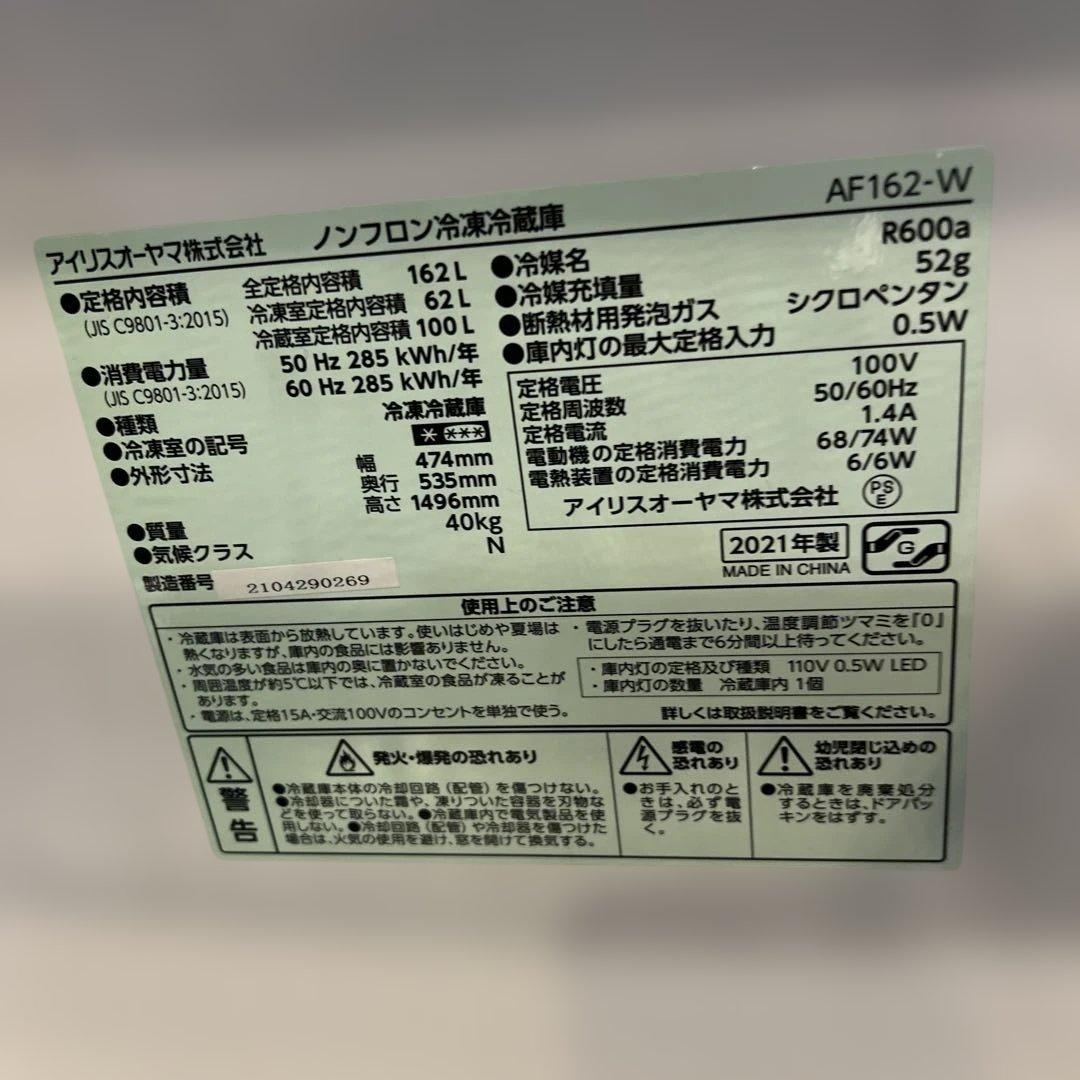 アイリスオーヤマ株式会社 ノンフロン冷凍冷蔵庫 AF162-W
●定格内容積 全定格内容積 162 L
(JIS C9801-3:2015) 冷凍室定格内容積 62 L
冷蔵室定格内容積 100 L
●消費電力量 50 Hz 285 kWh/年
(JIS C9801-3:2015) 60 Hz 285 kWh/年
●種類 冷凍冷蔵庫
●冷凍室の記号
●外形寸法 幅 474mm
奥行 535mm
高さ 1496mm
●質量 40kg
●気候クラス N
製造番号 2104290269
●冷媒名 R600a
●冷媒充填量 52g
●断熱材用発泡ガス シクロペンタン
●庫内灯の最大定格入力 0.5W
定格電圧 100V
定格周波数 50/60Hz
定格電流 1.4A
電動機の定格消費電力 68/74W
電熱装置の定格消費電力 6/6W
アイリスオーヤマ株式会社 PSE
2021年製
MADE IN CHINA
G
使用上のご注意
・冷蔵庫は表面から放熱しています。使いはじめや夏場は
熱くなりますが、庫内の食品には影響ありません。
・水気の多い食品は庫内の奥に置かないでください。
・周囲温度が約5℃以下では、冷蔵室の食品が凍ることが
あります。
・電源は、定格15A・交流100Vのコンセントを単独で使う。
・電源プラグを抜いたり、温度調節ツマミを「0」
にしたら通電まで6分間以上待ってください。
・庫内灯の定格及び種類 110V 0.5W LED
・庫内灯の数量 冷蔵庫内 1個
詳しくは取扱説明書をご覧ください。
警告
発火・爆発の恐れあり
●冷蔵庫本体の冷却回路（配管）を傷つけない。
●冷却器についた霜や、凍りついた容器を刃物な
どを使って取らない。●冷蔵庫内で電気製品を使
用しない。●冷却回路（配管）や冷却器を傷つけた
場合は、火気の使用を避け、窓を開けて換気する。
感電の
恐れあり
●お手入れのと
きは、必ず電
源プラグを抜
く。
幼児閉じ込めの
恐れあり
●冷蔵庫を廃棄処分
するときは、ドアパッ
キンをはずす。